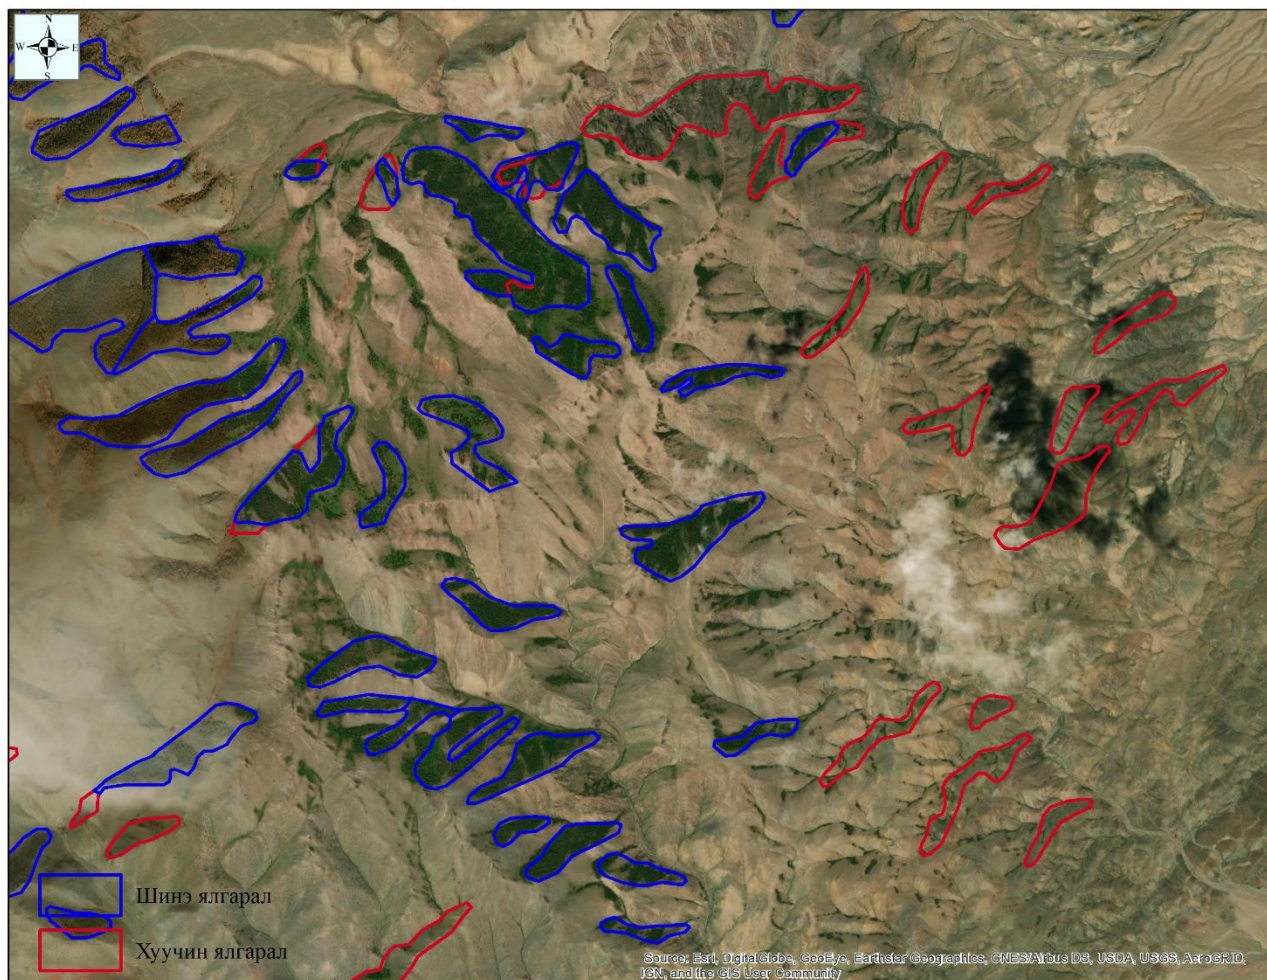 N
W E
S
Шинэ ялгарал
Хуучин ялгарал
Source: Esri, DigitalGlobe, GeoEye, Earthstar Geographics, CNES/Airbus DS, USDA, USGS, AeroGRID,
IGN, and the GIS User Community